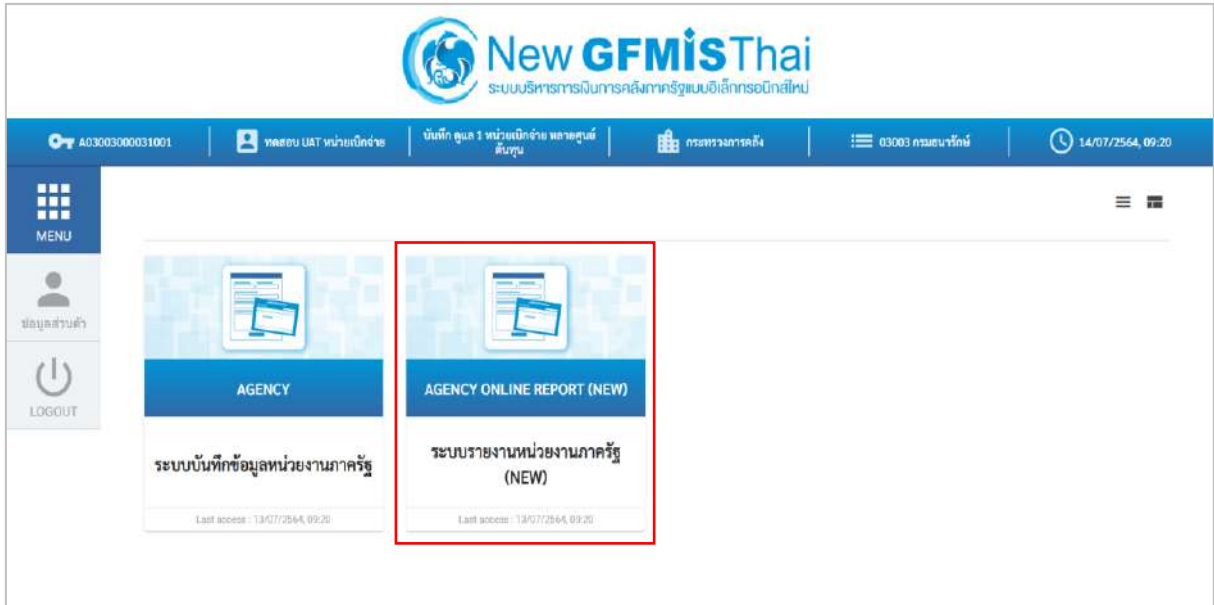 New GFMISThai
ระบบบริหารการเงินการคลังภาครัฐแบบอิเล็กทรอนิกส์ใหม่
A03003000031001
ทดสอบ UAT หน่วยเบิกจ่าย
บันทึก ดูแล 1 หน่วยเบิกจ่าย หลายศูนย์
ต้นทุน
กระทรวงการคลัง
03003 กรมธนารักษ์
14/07/2564, 09:20
MENU
ข้อมูลส่วนตัว
LOGOUT
AGENCY
ระบบบันทึกข้อมูลหน่วยงานภาครัฐ
Last access : 13/07/2564, 09:20
AGENCY ONLINE REPORT (NEW)
ระบบรายงานหน่วยงานภาครัฐ
(NEW)
Last access : 13/07/2564, 09:20